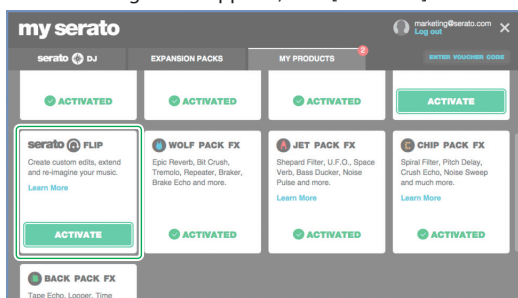 my serato
marketing@serato.com
Log out
serato DJ
EXPANSION PACKS
MY PRODUCTS
2
ENTER VOUCHER CODE
ACTIVATED
ACTIVATED
ACTIVATED
ACTIVATE
serato FLIP
Create custom edits, extend
and re-imagine your music.
Learn More
ACTIVATE
WOLF PACK FX
Epic Reverb, Bit Crush,
Tremolo, Repeater, Braker,
Brake Echo and more.
ACTIVATED
JET PACK FX
Shepard Filter, U.F.O., Space
Verb, Bass Ducker, Noise
Pulse and more.
Learn More
ACTIVATED
CHIP PACK FX
Spiral Filter, Pitch Delay,
Crush Echo, Noise Sweep
and much more.
Learn More
ACTIVATED
BACK PACK FX
Tape Echo, Looper, Time